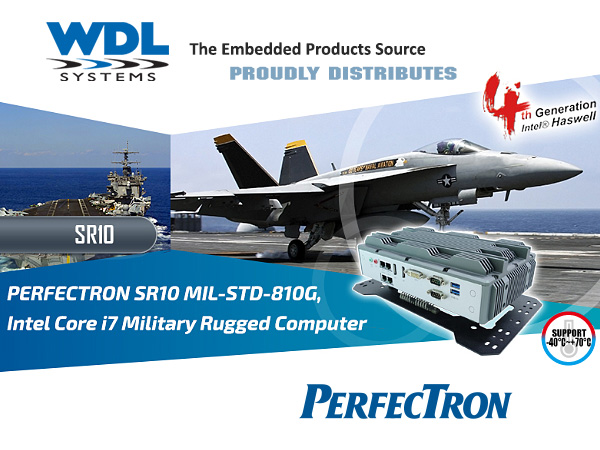 WDL
SYSTEMS
The Embedded Products Source
PROUDLY DISTRIBUTES
4th Generation
Intel® Haswell
SR10
PERFECTRON SR10 MIL-STD-810G,
Intel Core i7 Military Rugged Computer
SUPPORT
-40°C~+70°C
PERFECTRON